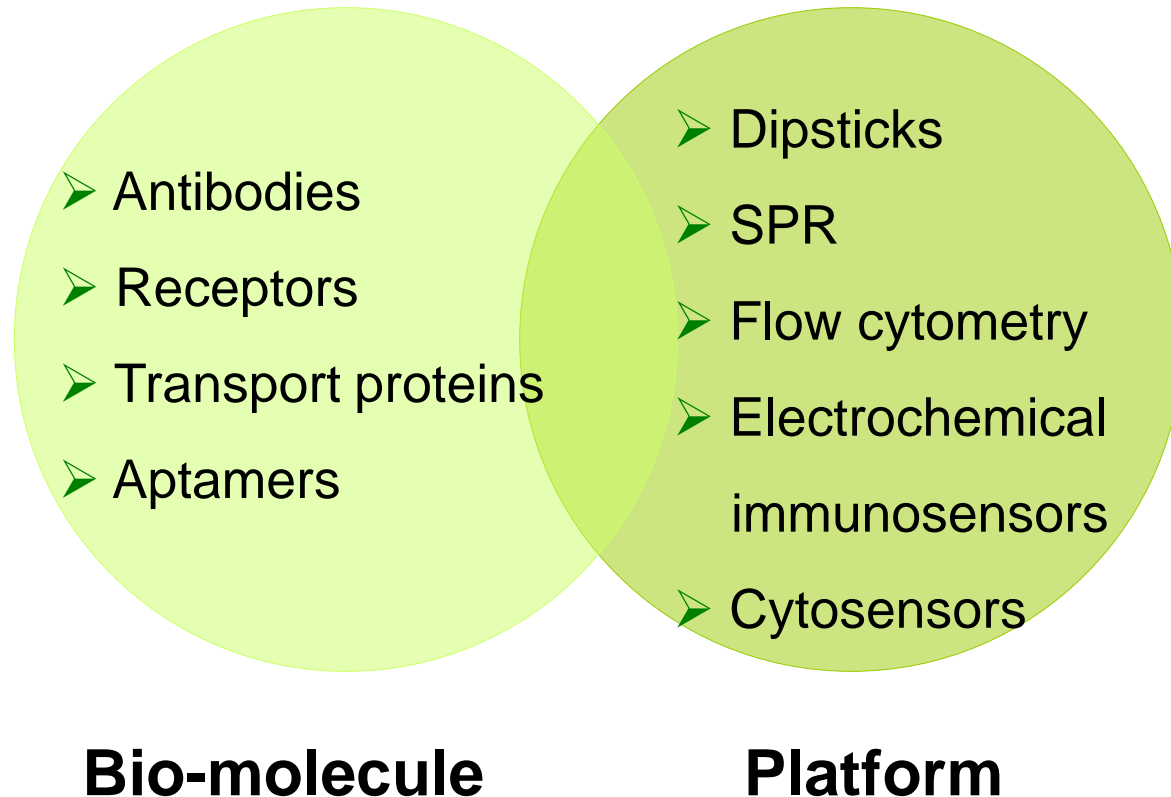 ➢ Antibodies
➢ Receptors
➢ Transport proteins
➢ Aptamers
Bio-molecule
➢ Dipsticks
➢ SPR
➢ Flow cytometry
➢ Electrochemical
immunosensors
➢ Cytosensors
Platform